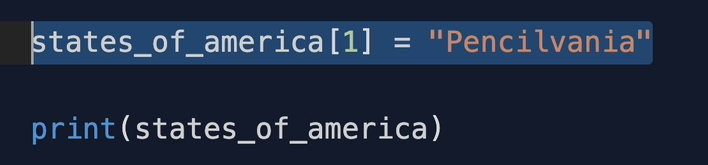 states_of_america[1] = "Pencilvania"
print(states_of_america)